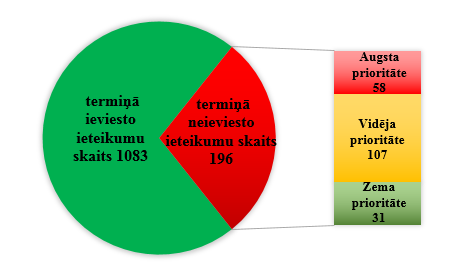 termiņā
ieviesto
ieteikumu
skaits 1083
termiņā
neieviesto
ieteikumu skaits
196
Augsta
prioritāte
58
Vidēja
prioritāte
107
Zema
prioritāte
31